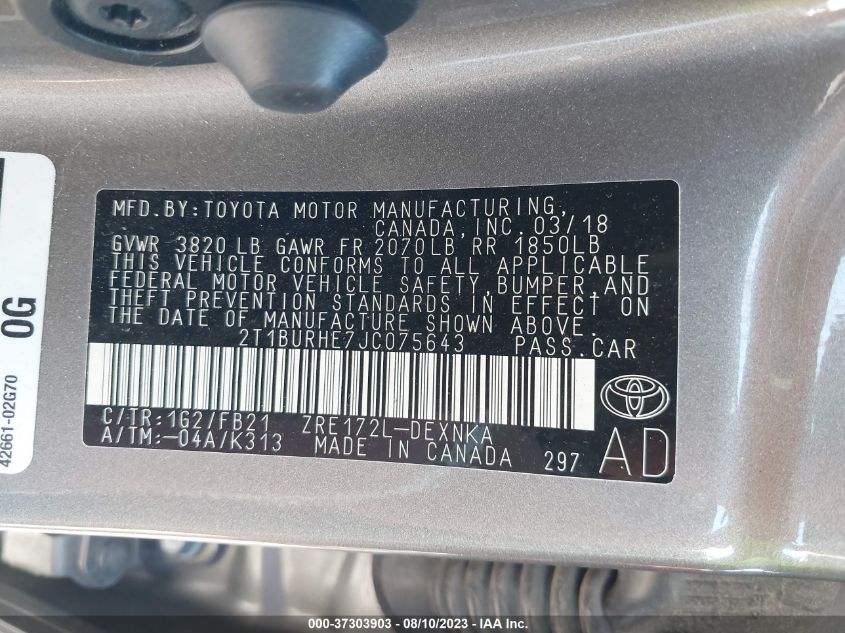 MFD.BY:TOYOTA MOTOR MANUFACTURING,
CANADA,INC. 03/18
GVWR 3820 LB GAWR FR 2070LB RR 1850LB
THIS VEHICLE CONFORMS TO ALL APPLICABLE
FEDERAL MOTOR VEHICLE SAFETY,BUMPER,AND
THEFT PREVENTION STANDARDS IN EFFECT ON
THE DATE OF MANUFACTURE SHOWN ABOVE.
2T1BURHE7JC075643 PASS.CAR
C/TR:1G2/FB21 ZRE172L-DEXNKA
A/TM:-04A/K313 MADE IN CANADA 297 AD
0G
42661-02G70
000-37303903 - 08/10/2023 - IAAI.com